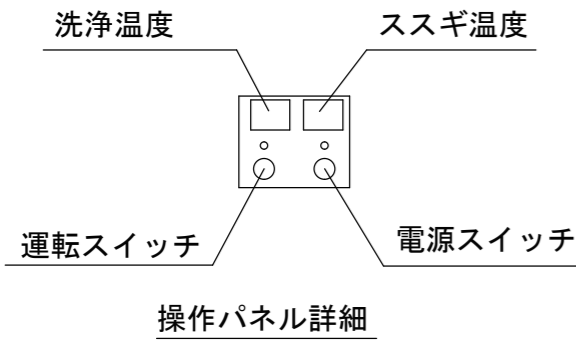 洗浄温度
ススギ温度
運転スイッチ
電源スイッチ
操作パネル詳細